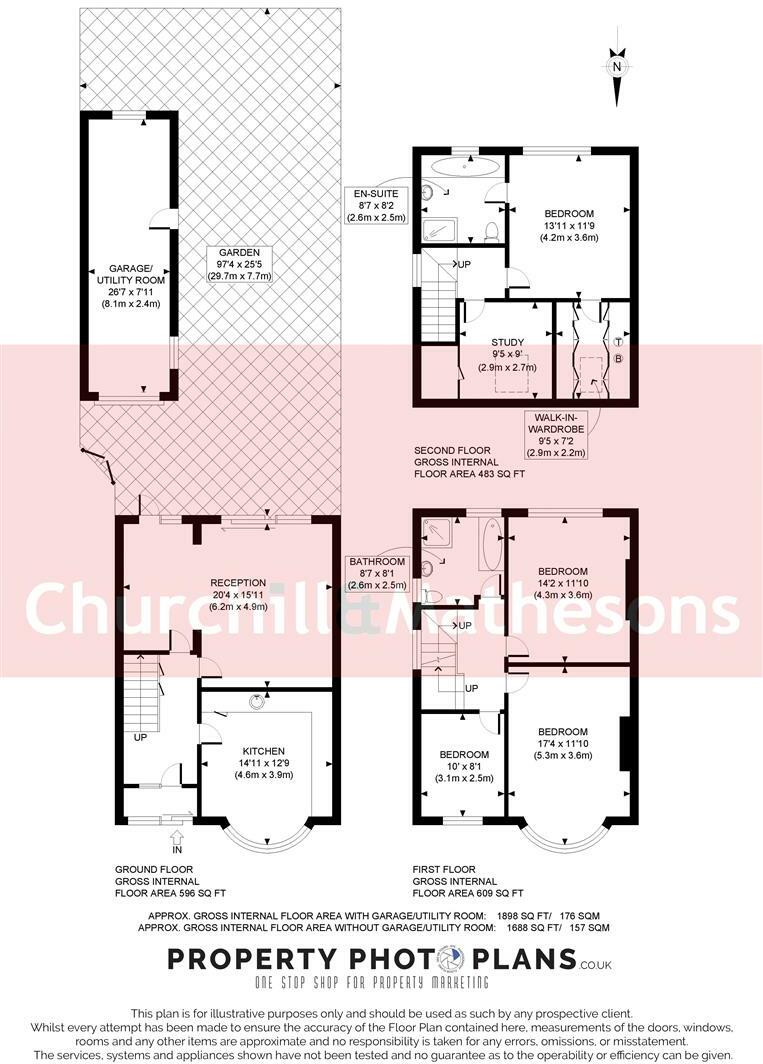 N
EN-SUITE
8'7 x 8'2
(2.6m x 2.5m)
BEDROOM
13'11 x 11'9
(4.2m x 3.6m)
GARDEN
97'4 x 25'5
(29.7m x 7.7m)
GARAGE/
UTILITY ROOM
26'7 x 7'11
(8.1m x 2.4m)
UP
STUDY
9'5 x 9'
(2.9m x 2.7m)
T
B
WALK-IN-
WARDROBE
9'5 x 7'2
(2.9m x 2.2m)
SECOND FLOOR
GROSS INTERNAL
FLOOR AREA 483 SQ FT
BATHROOM
8'7 x 8'1
(2.6m x 2.5m)
RECEPTION
20'4 x 15'11
(6.2m x 4.9m)
BEDROOM
14'2 x 11'10
(4.3m x 3.6m)
Churchill & Mathesons
UP
UP
UP
KITCHEN
14'11 x 12'9
(4.6m x 3.9m)
BEDROOM
10' x 8'1
(3.1m x 2.5m)
BEDROOM
17'4 x 11'10
(5.3m x 3.6m)
IN
GROUND FLOOR
GROSS INTERNAL
FLOOR AREA 596 SQ FT
FIRST FLOOR
GROSS INTERNAL
FLOOR AREA 609 SQ FT
APPROX. GROSS INTERNAL FLOOR AREA WITH GARAGE/UTILITY ROOM: 1898 SQ FT/ 176 SQM
APPROX. GROSS INTERNAL FLOOR AREA WITHOUT GARAGE/UTILITY ROOM: 1688 SQ FT/ 157 SQM
PROPERTY PHOTO PLANS.CO.UK
ONE STOP SHOP FOR PROPERTY MARKETING
This plan is for illustrative purposes only and should be used as such by any prospective client.
Whilst every attempt has been made to ensure the accuracy of the Floor Plan contained here, measurements of the doors, windows,
rooms and any other items are approximate and no responsibility is taken for any errors, omissions, or misstatement.
The services, systems and appliances shown have not been tested and no guarantee as to the operability or efficiency can be given.